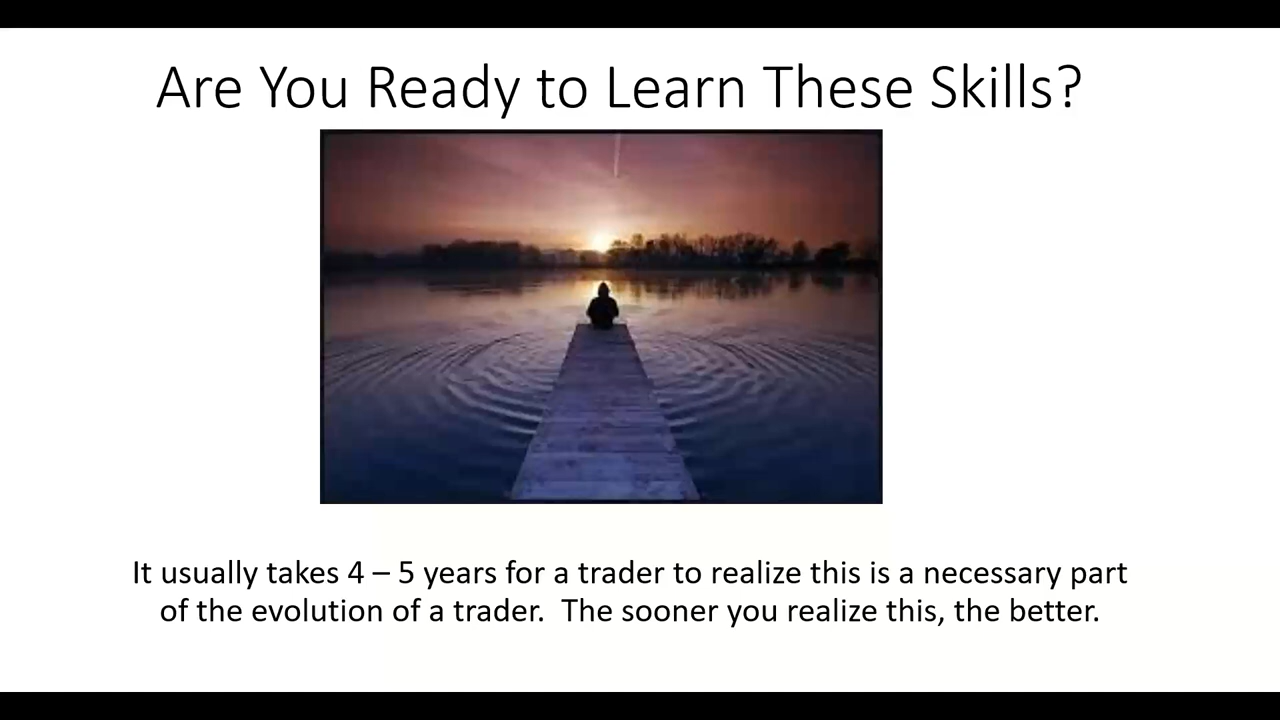 Are You Ready to Learn These Skills?
It usually takes 4 – 5 years for a trader to realize this is a necessary part
of the evolution of a trader.  The sooner you realize this, the better.